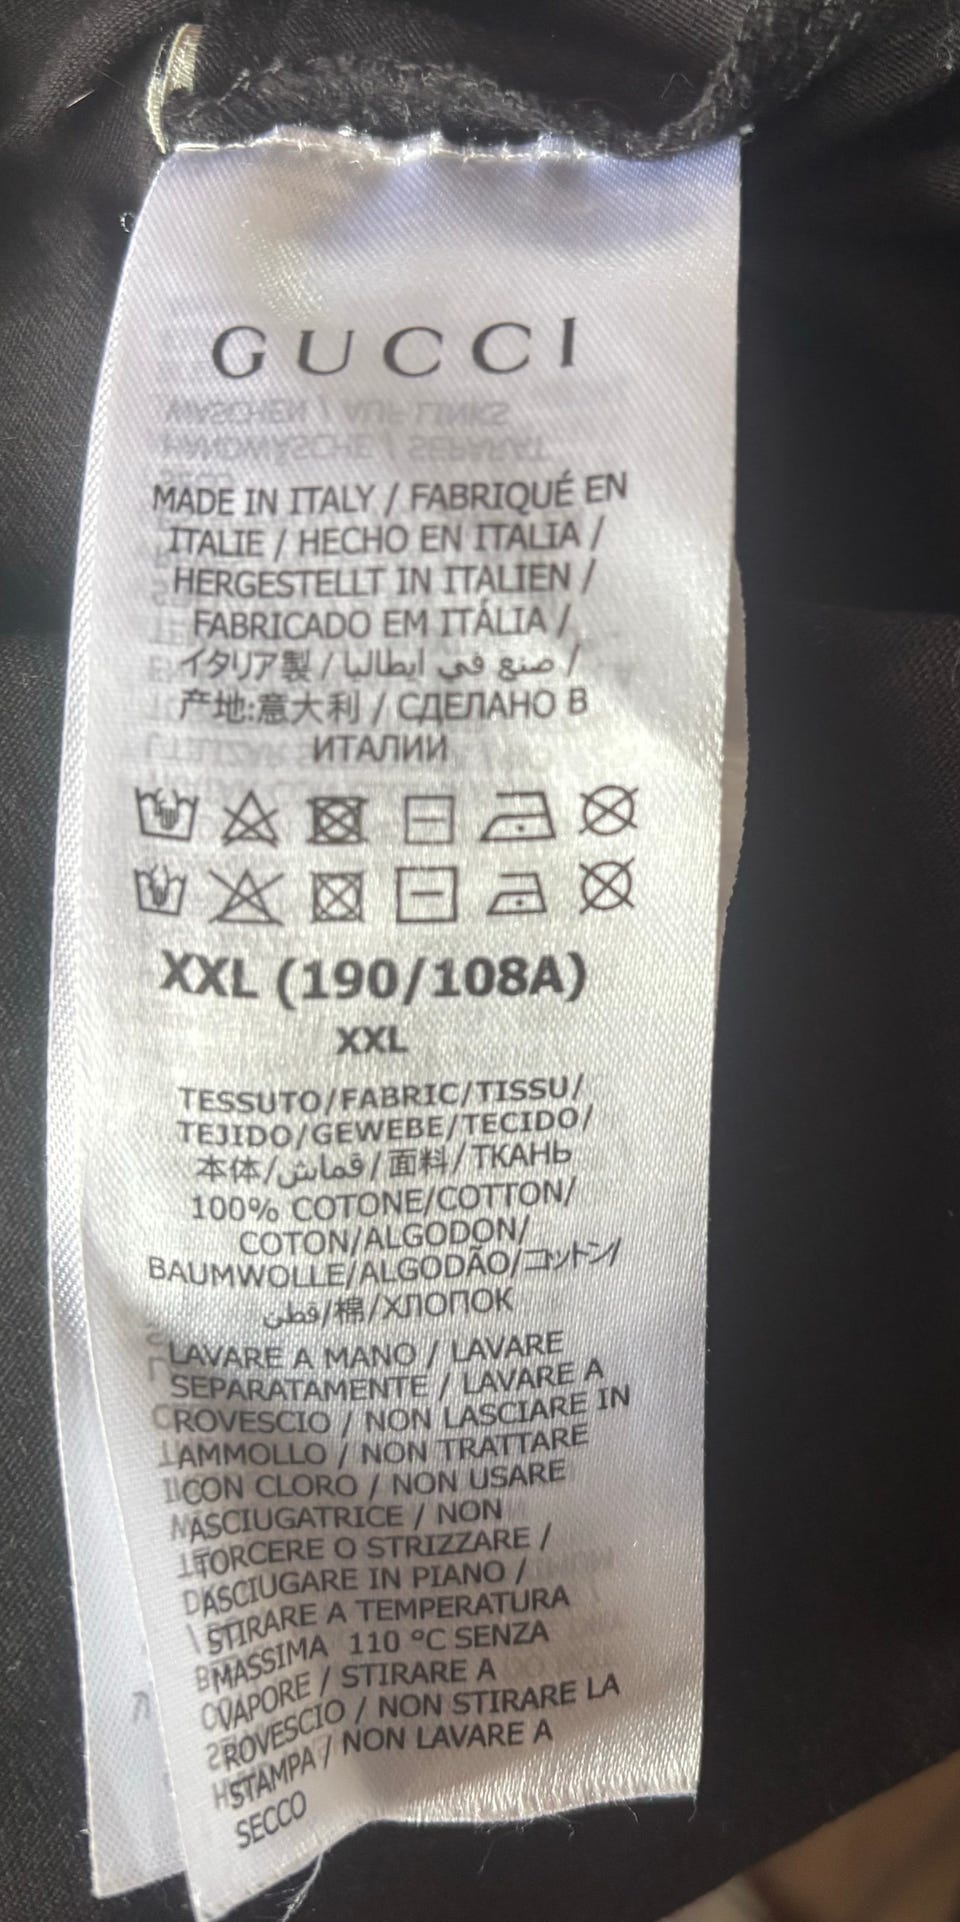 GUCCI
MADE IN ITALY / FABRIQUÉ EN
ITALIE / HECHO EN ITALIA /
HERGESTELLT IN ITALIEN /
FABRICADO EM ITÁLIA /
イタリア製 / صنع في ايطاليا /
产地:意大利 / СДЕЛАНО В
ИТАЛИИ
XXL (190/108A)
XXL
TESSUTO/FABRIC/TISSU/
TEJIDO/GEWEBE/TECIDO/
本体/قماش/面料/ТКАНЬ
100% COTONE/COTTON/
COTON/ALGODON/
BAUMWOLLE/ALGODÃO/コットン/
قطن/棉/ХЛОПОК
LAVARE A MANO / LAVARE
SEPARATAMENTE / LAVARE A
ROVESCIO / NON LASCIARE IN
AMMOLLO / NON TRATTARE
CON CLORO / NON USARE
ASCIUGATRICE / NON
TORCERE O STRIZZARE /
ASCIUGARE IN PIANO /
STIRARE A TEMPERATURA
MASSIMA 110 °C SENZA
VAPORE / STIRARE A
ROVESCIO / NON STIRARE LA
STAMPA / NON LAVARE A
SECCO